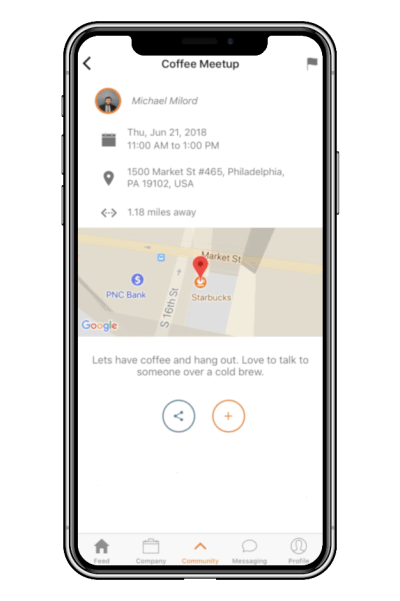 Coffee Meetup
Michael Milord
Thu, Jun 21, 2018
11:00 AM to 1:00 PM
1500 Market St #465, Philadelphia,
PA 19102, USA
1.18 miles away
Market St
PNC Bank
Starbucks
S 16th St
Google
Lets have coffee and hang out. Love to talk to
someone over a cold brew.
Feed
Company
Community
Messaging
Profile